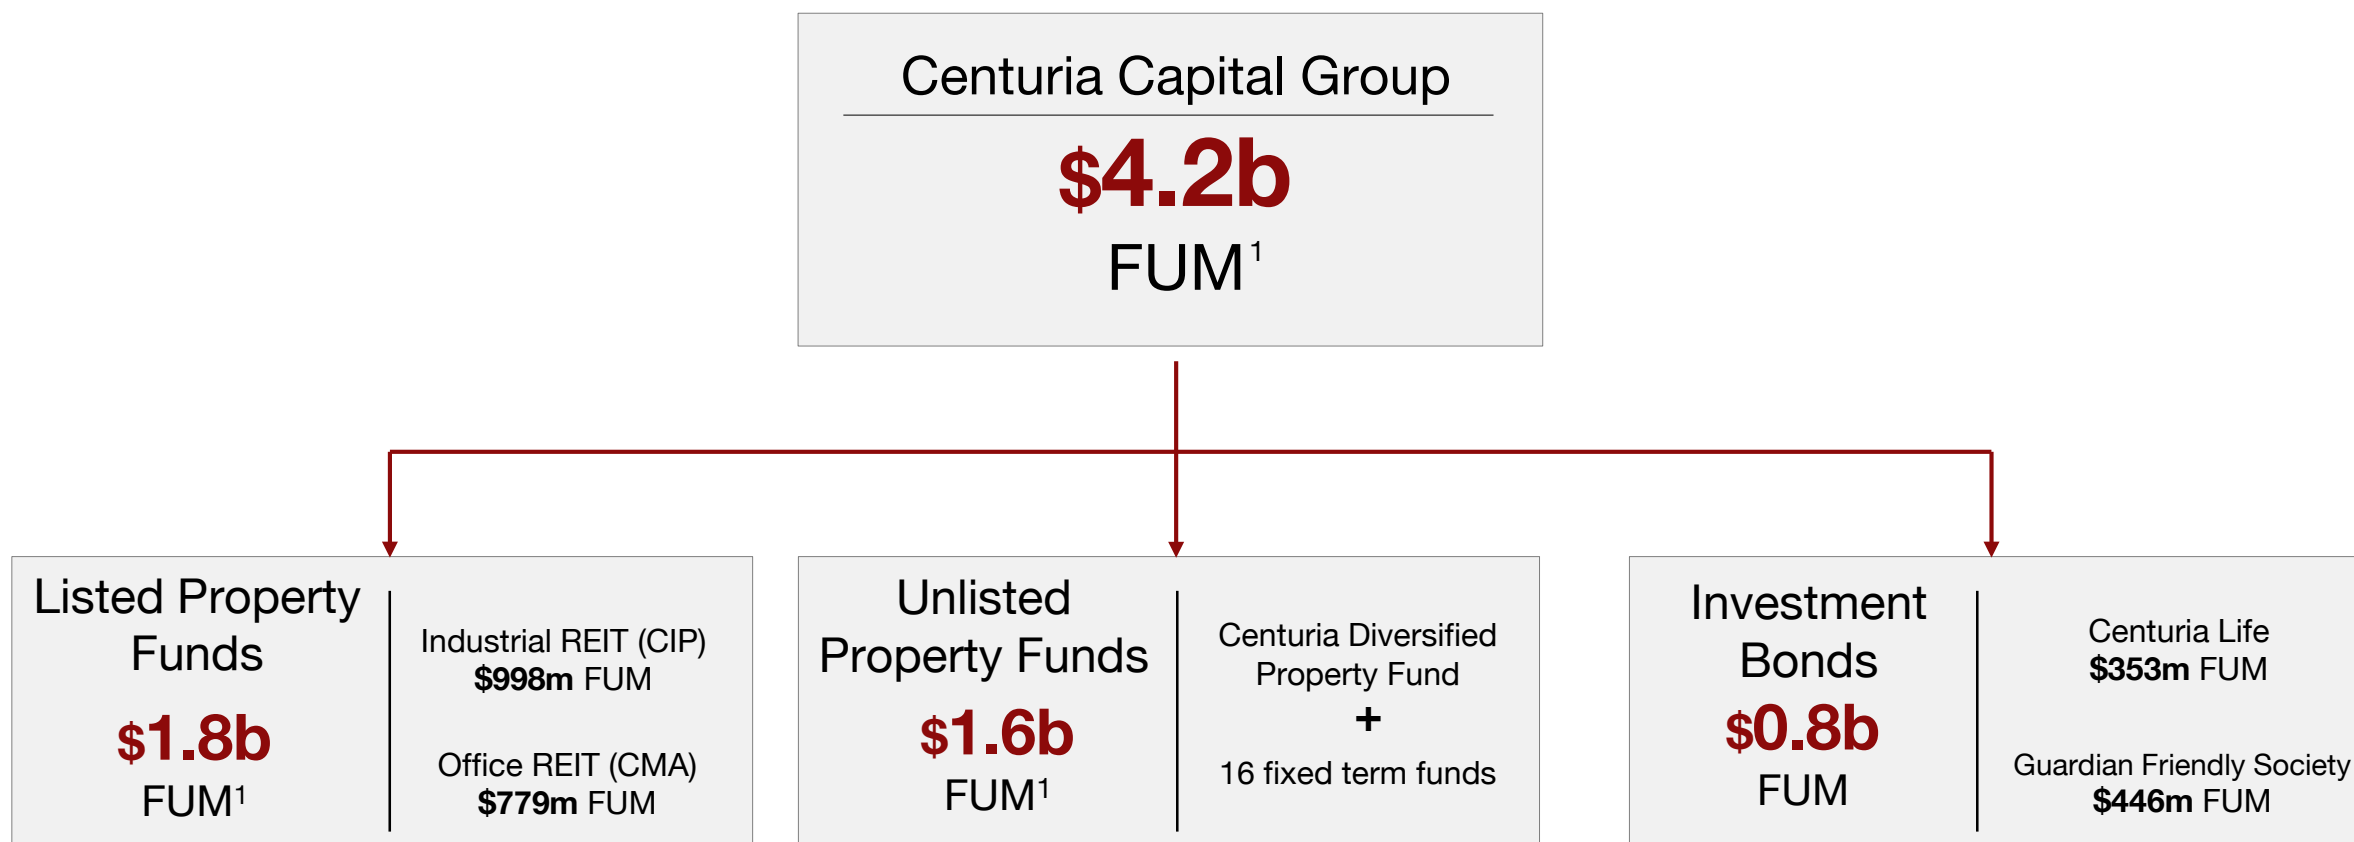 Centuria Capital Group
$4.2b
FUM¹
Listed Property
Funds
$1.8b
FUM¹
Industrial REIT (CIP)
$998m FUM
Office REIT (CMA)
$779m FUM
Unlisted
Property Funds
$1.6b
FUM¹
Centuria Diversified
Property Fund
+
16 fixed term funds
Investment
Bonds
$0.8b
FUM
Centuria Life
$353m FUM
Guardian Friendly Society
$446m FUM